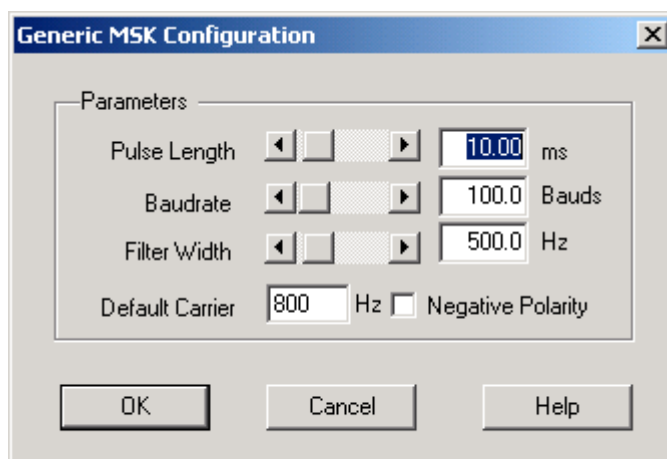 Generic MSK Configuration
Parameters
Pulse Length 10.00 ms
Baudrate 100.0 Bauds
Filter Width 500.0 Hz
Default Carrier 800 Hz Negative Polarity
OK Cancel Help